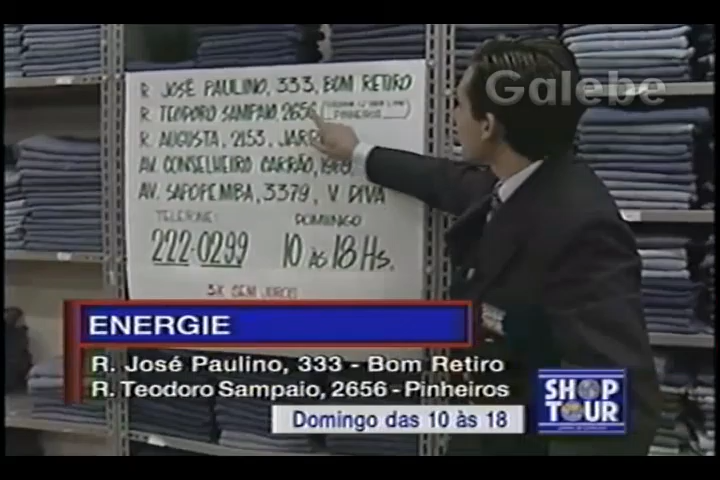 Galebe
R. JOSÉ PAULINO, 333, BOM RETIRO
R. TEODORO SAMPAIO, 2656
PINHEIROS
R. AUGUSTA, 2153, JARD
AV. CONSELHEIRO CARRÃO,
AV. SAPOPEMBA, 3379, V. DIVA
TELEFONE:
222-0299
DOMINGO
10 ÀS 18 HS.
3X SEM JUROS
ENERGIE
R. José Paulino, 333 - Bom Retiro
R. Teodoro Sampaio, 2656 - Pinheiros
Domingo das 10 às 18
SHOP TOUR